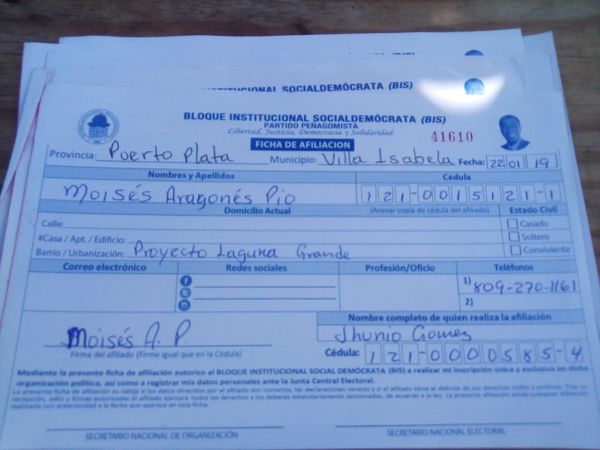 INSTITUCIONAL SOCIALDEMÓCRATA (BIS)
BLOQUE INSTITUCIONAL SOCIALDEMÓCRATA (BIS)
PARTIDO PEÑAGOMISTA
Libertad, Justicia, Democracia y Solidaridad
FICHA DE AFILIACION
41610
Provincia: Puerto Plata Municipio: Villa Isabela Fecha: 22 01 19
Nombres y Apellidos Cédula
Moisés Aragonés Pio 121-0015121-1
Domicilio Actual (Anexar copia de cédula del afiliado) Estado Civil
Calle: Casado
#Casa / Apt. / Edificio: Soltero
Barrio / Urbanización: Proyecto Laguna Grande Conviviente
Correo electrónico Redes sociales Profesión/Oficio Teléfonos
1) 809-270-1161
2)
Nombre completo de quien realiza la afiliación
Moisés A. P. Jhunio Gomez
Firma del afiliado (Firme igual que en la Cédula) Cédula: 121-0000585-4
Mediante la presente ficha de afiliación autorizo al BLOQUE INSTITUCIONAL SOCIAL DEMÓCRATA (BIS) a realizar mi inscripción única y exclusiva en dicha
organización política, así como a registrar mis datos personales ante la Junta Central Electoral.
SECRETARIO NACIONAL DE ORGANIZACIÓN SECRETARIO NACIONAL ELECTORAL